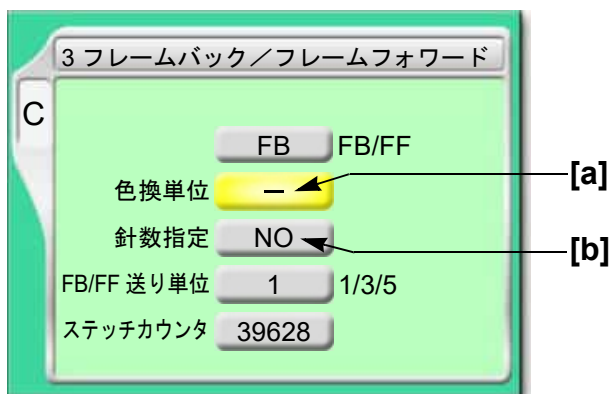 3 フレームバック／フレームフォワード
C
FB FB/FF
色換単位 – [a]
針数指定 NO [b]
FB/FF 送り単位 1 1/3/5
ステッチカウンタ 39628